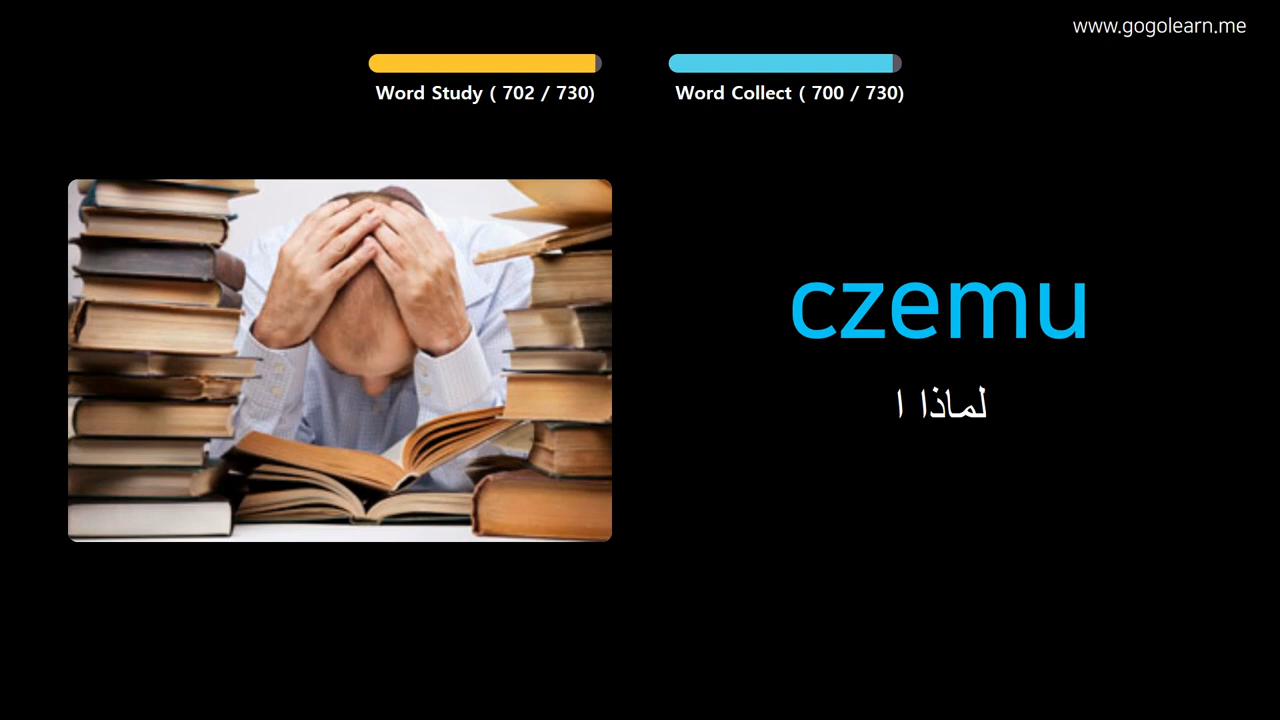 www.gogolearn.me
Word Study ( 702 / 730)
Word Collect ( 700 / 730)
czemu
لماذا ا